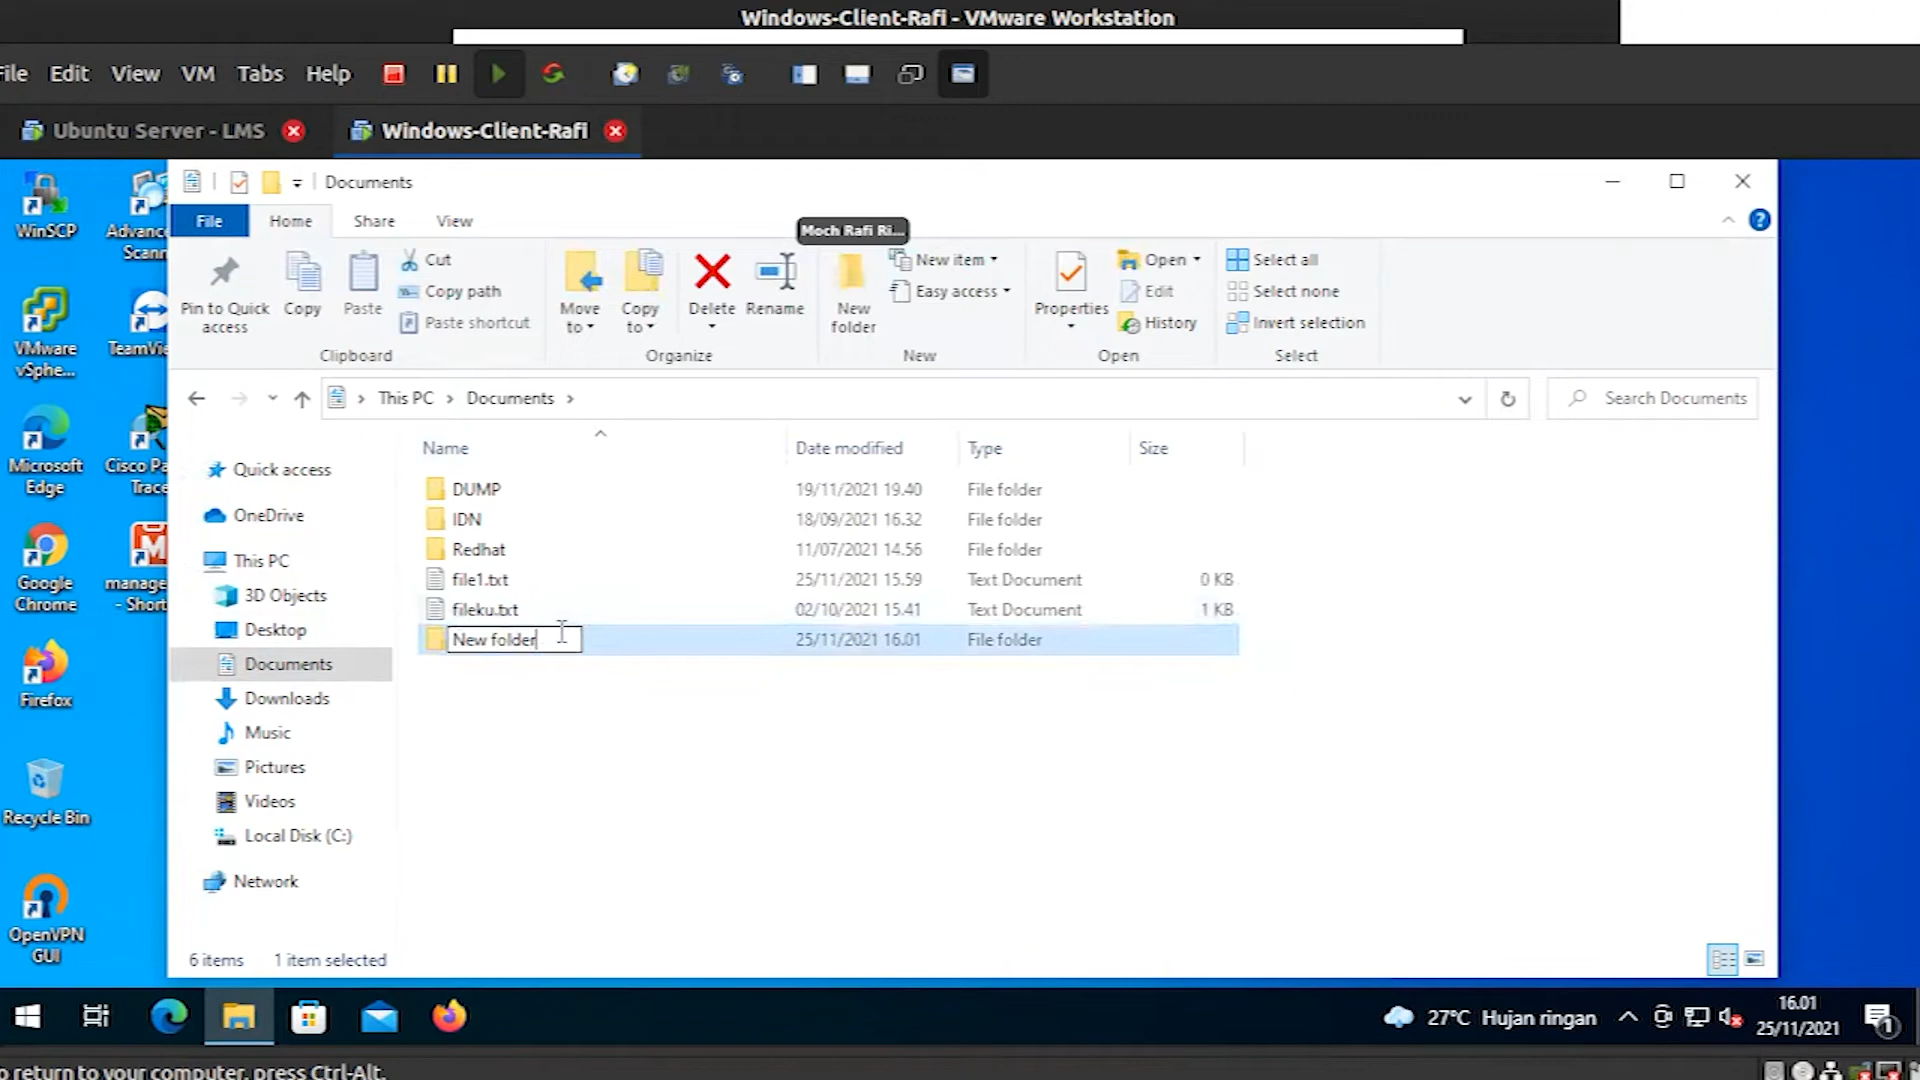 Windows-Client-Rafi - VMware Workstation
File Edit View VM Tabs Help
Ubuntu Server - LMS
Windows-Client-Rafi
Documents
File Home Share View
Moch Rafi Ri...
Pin to Quick access
Copy
Paste
Cut
Copy path
Paste shortcut
Clipboard
Move to
Copy to
Delete
Rename
Organize
New folder
New item
Easy access
New
Properties
Open
Edit
History
Open
Select all
Select none
Invert selection
Select
This PC > Documents >
Search Documents
Name Date modified Type Size
DUMP 19/11/2021 19.40 File folder
IDN 18/09/2021 16.32 File folder
Redhat 11/07/2021 14.56 File folder
file1.txt 25/11/2021 15.59 Text Document 0 KB
fileku.txt 02/10/2021 15.41 Text Document 1 KB
New folder 25/11/2021 16.01 File folder
Quick access
OneDrive
This PC
3D Objects
Desktop
Documents
Downloads
Music
Pictures
Videos
Local Disk (C:)
Network
6 items 1 item selected
WinSCP
Advance
Scann
VMware
vSphe...
TeamVie
Microsoft
Edge
Cisco Pa
Trace
Google
Chrome
manage
- Short
Firefox
Recycle Bin
OpenVPN
GUI
27°C Hujan ringan
16.01
25/11/2021
1
o return to your computer, press Ctrl-Alt.